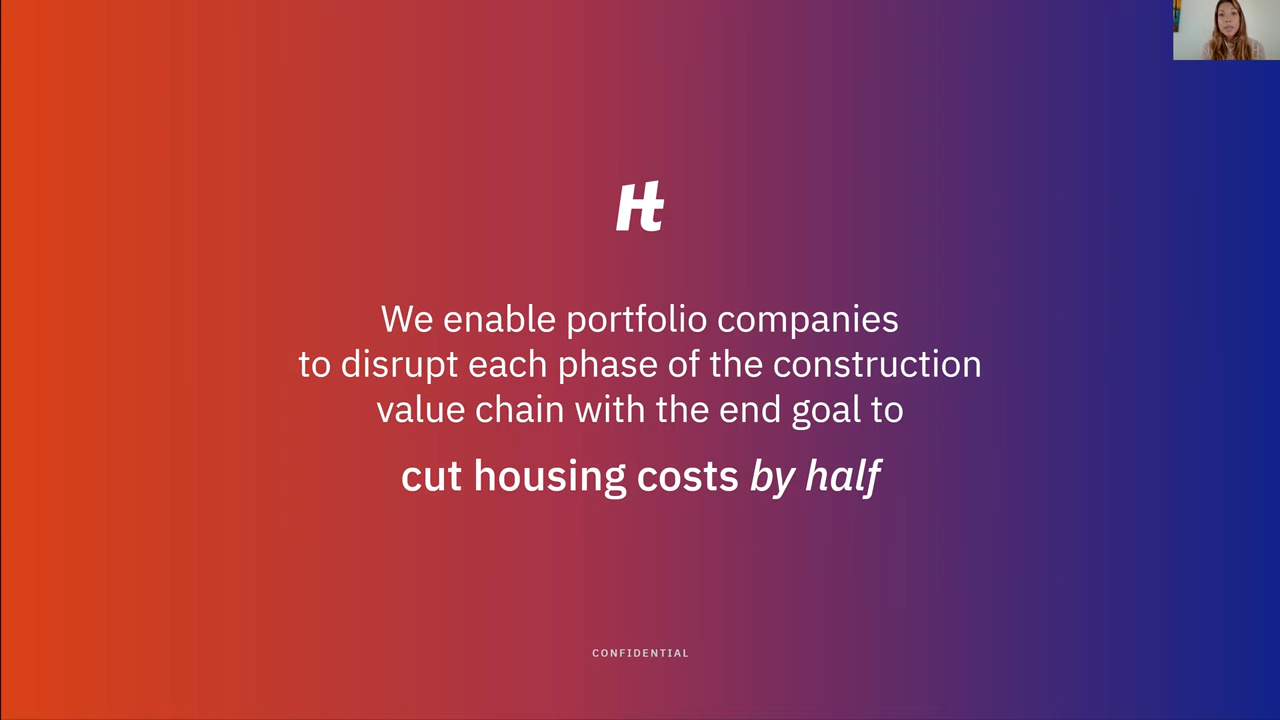 Ht
We enable portfolio companies
to disrupt each phase of the construction
value chain with the end goal to
cut housing costs by half
CONFIDENTIAL